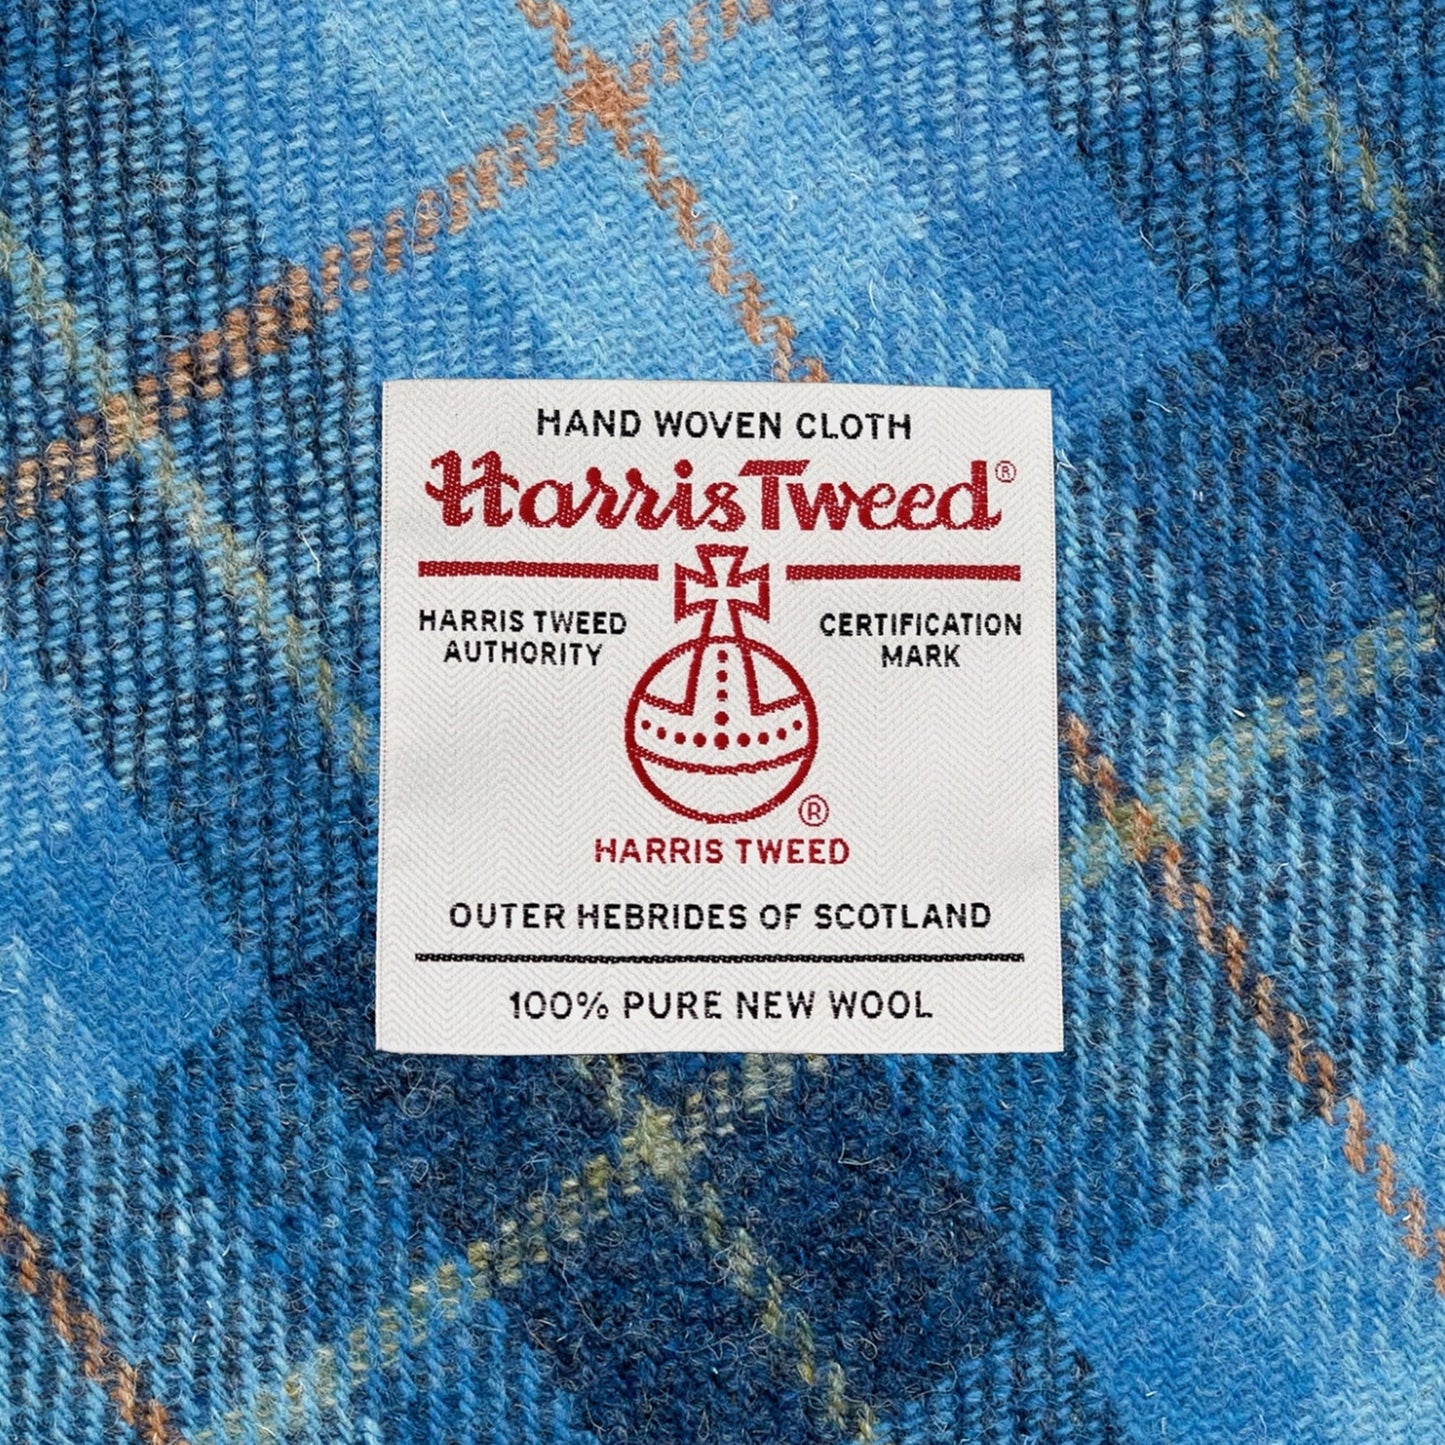 HAND WOVEN CLOTH
Harris Tweed®
HARRIS TWEED
AUTHORITY
CERTIFICATION
MARK
®
HARRIS TWEED
OUTER HEBRIDES OF SCOTLAND
100% PURE NEW WOOL